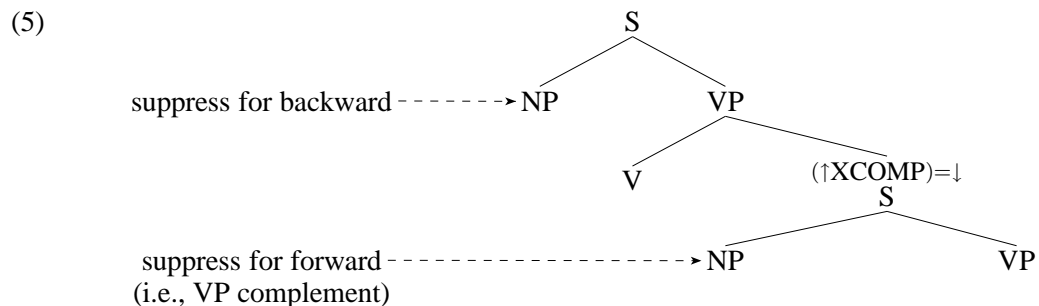 (5) S
suppress for backward NP VP
V (↑XCOMP)=↓
S
suppress for forward NP VP
(i.e., VP complement)